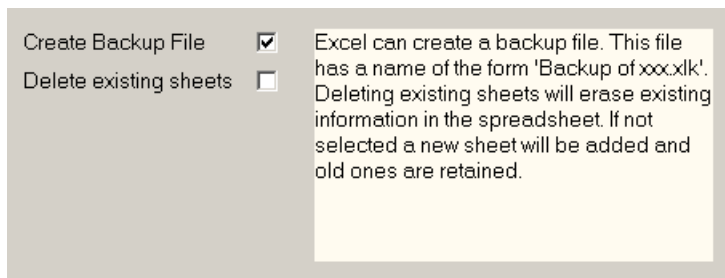 Create Backup File
Delete existing sheets
Excel can create a backup file. This file
has a name of the form 'Backup of xxx.xlk'.
Deleting existing sheets will erase existing
information in the spreadsheet. If not
selected a new sheet will be added and
old ones are retained.